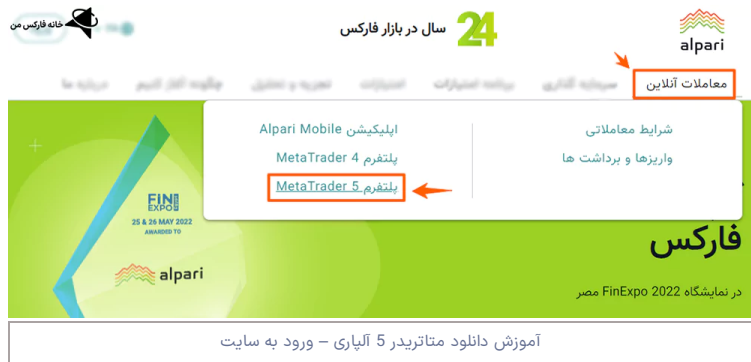 خانه فارکس من
24 سال در بازار فارکس
alpari
معاملات آنلاین
سرمایه گذاری
برنامه امتیازات
امتیازات
تجزیه و تحلیل
چگونه آغاز کنیم
درباره ما
شرایط معاملاتی
واریزها و برداشت ها
اپلیکیشن Alpari Mobile
پلتفرم MetaTrader 4
پلتفرم MetaTrader 5
FIN EXPO
25 & 26 MAY 2022
AWARDED TO
alpari
فارکس
در نمایشگاه FinExpo 2022 مصر
آموزش دانلود متاتریدر 5 آلپاری – ورود به سایت